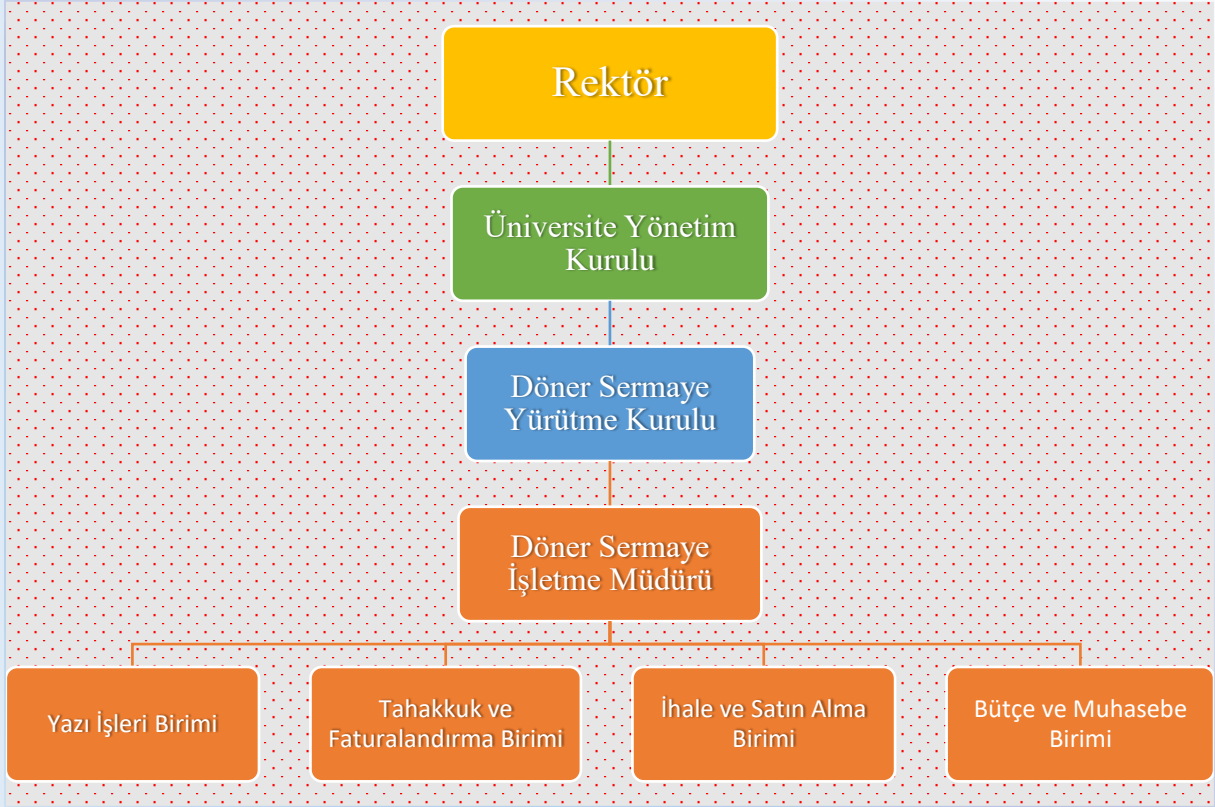 Rektör
Üniversite Yönetim
Kurulu
Döner Sermaye
Yürütme Kurulu
Döner Sermaye
İşletme Müdürü
Yazı İşleri Birimi
Tahakkuk ve
Faturalandırma Birimi
İhale ve Satın Alma
Birimi
Bütçe ve Muhasebe
Birimi